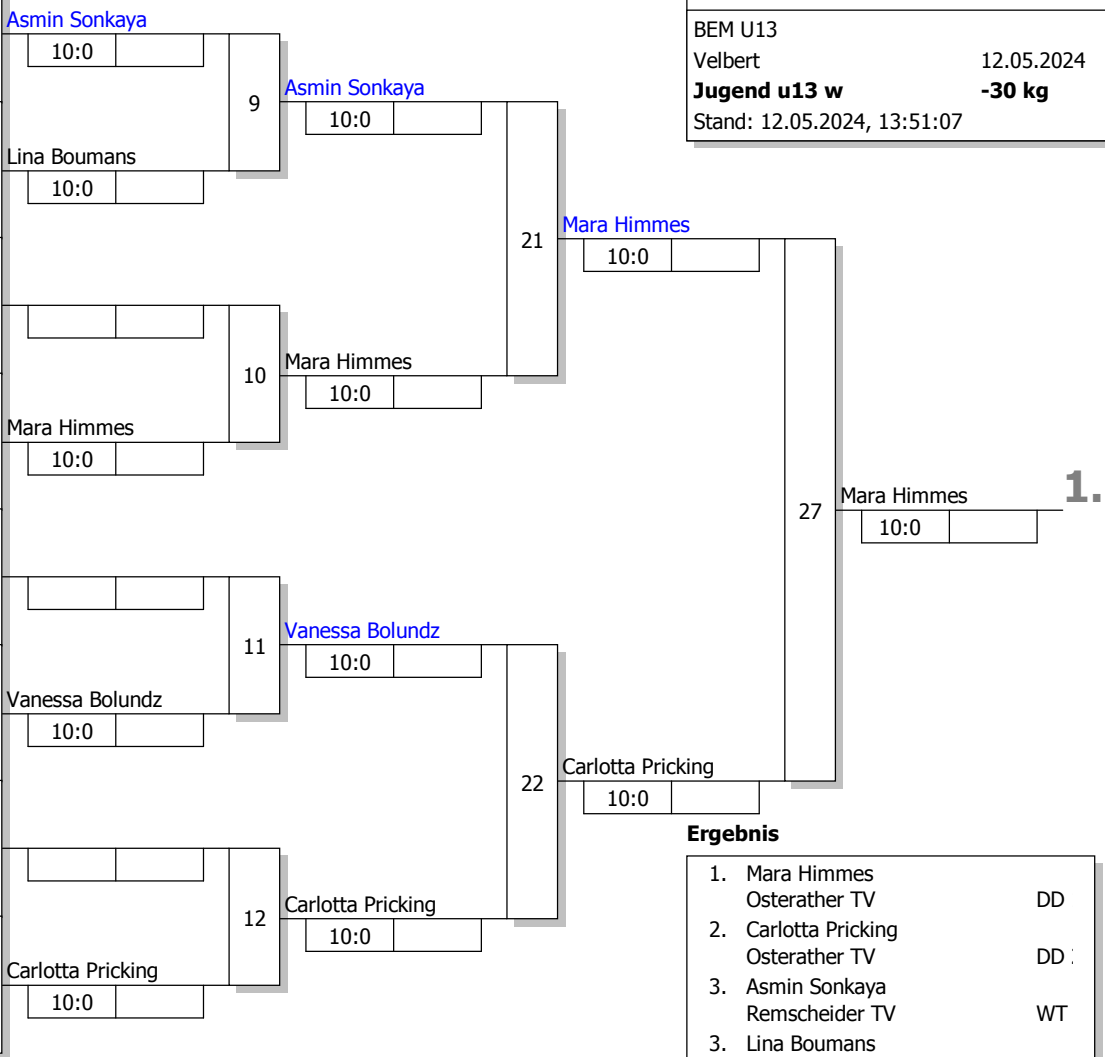 BEM U13
Velbert 12.05.2024
Jugend u13 w -30 kg
Stand: 12.05.2024, 13:51:07
Asmin Sonkaya
10:0
9
Lina Boumans
10:0
10
Mara Himmes
10:0
11
Vanessa Bolundz
10:0
12
Carlotta Pricking
10:0
Asmin Sonkaya
10:0
21
Mara Himmes
10:0
Vanessa Bolundz
10:0
22
Carlotta Pricking
10:0
Mara Himmes
10:0
27
Carlotta Pricking
10:0
Mara Himmes 1.
10:0
Ergebnis
1. Mara Himmes
Osterather TV DD
2. Carlotta Pricking
Osterather TV DD
3. Asmin Sonkaya
Remscheider TV WT
3. Lina Boumans